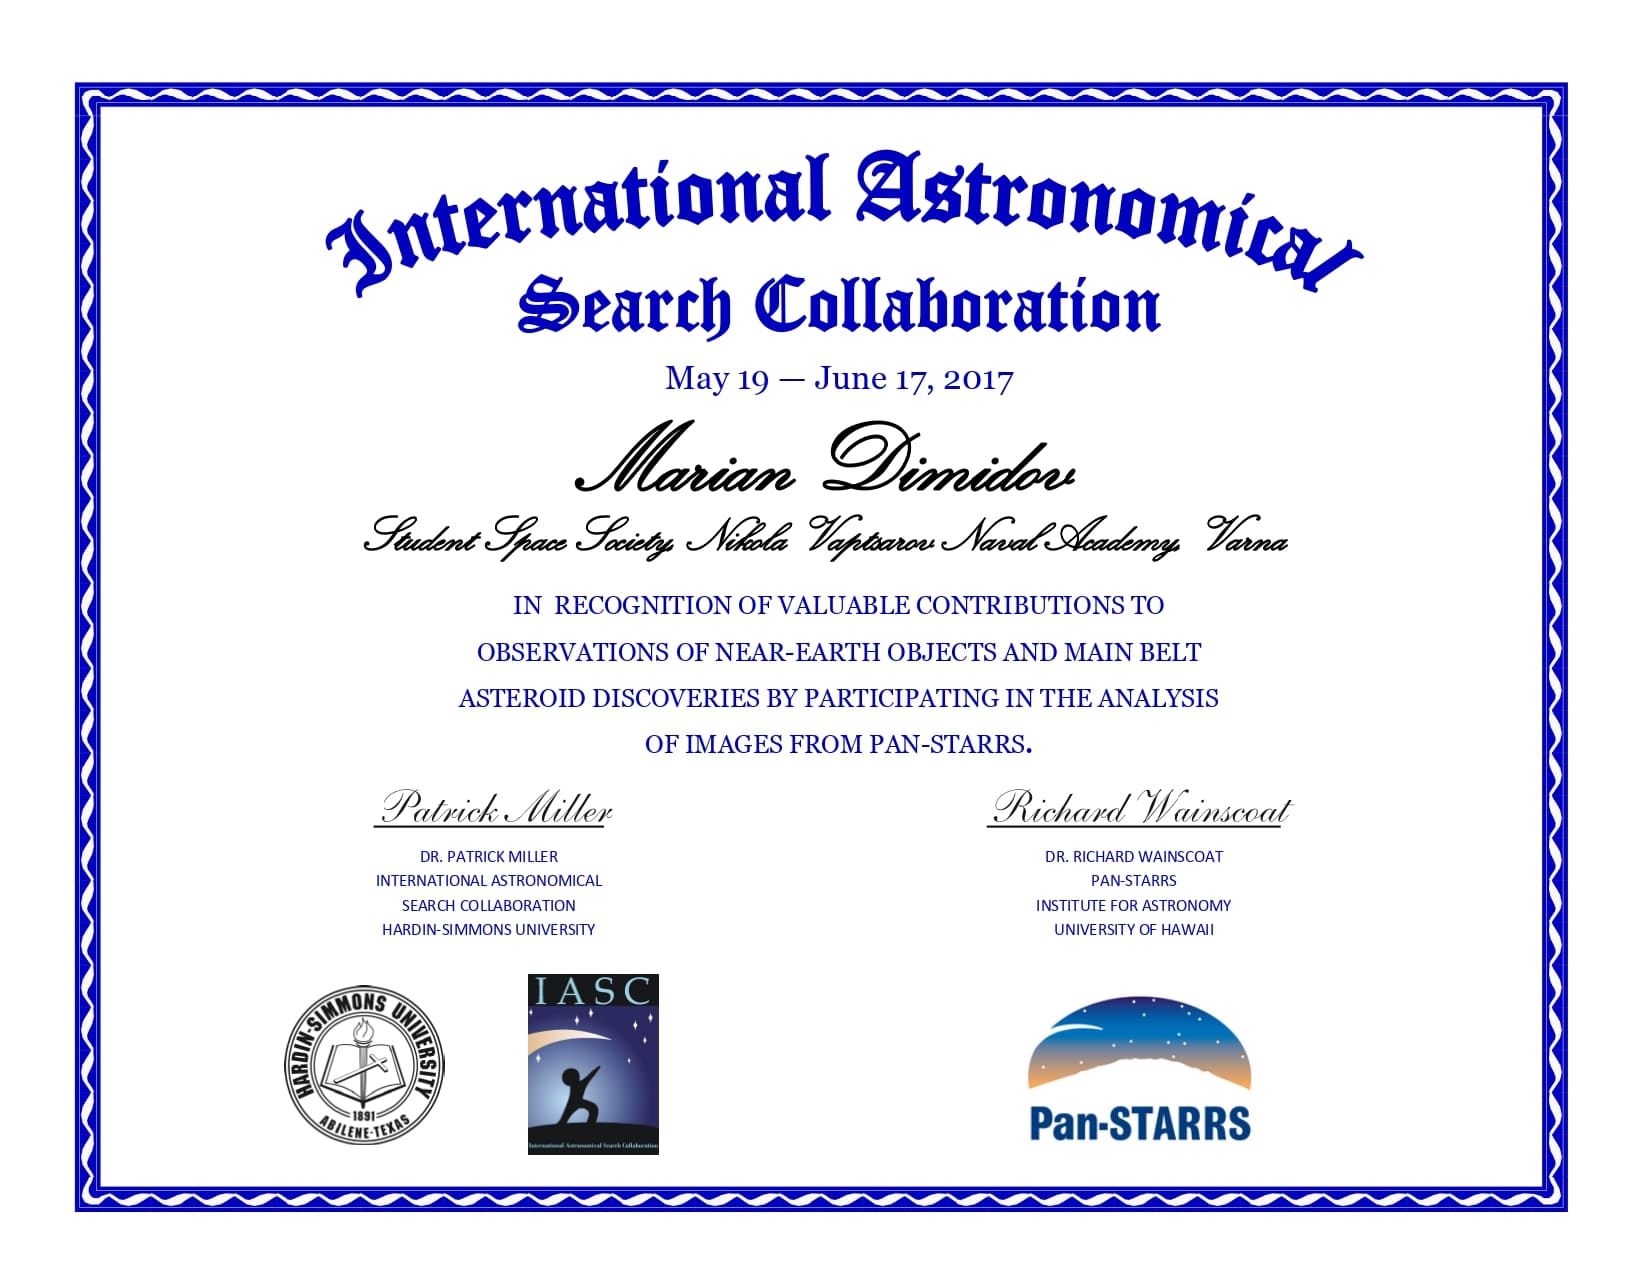 International Astronomical
Search Collaboration
May 19 — June 17, 2017
Marian Dimidov
Student Space Society, Nikola Vaptsarov Naval Academy, Varna
IN RECOGNITION OF VALUABLE CONTRIBUTIONS TO
OBSERVATIONS OF NEAR-EARTH OBJECTS AND MAIN BELT
ASTEROID DISCOVERIES BY PARTICIPATING IN THE ANALYSIS
OF IMAGES FROM PAN-STARRS.
Patrick Miller
DR. PATRICK MILLER
INTERNATIONAL ASTRONOMICAL
SEARCH COLLABORATION
HARDIN-SIMMONS UNIVERSITY
Richard Wainscoat
DR. RICHARD WAINSCOAT
PAN-STARRS
INSTITUTE FOR ASTRONOMY
UNIVERSITY OF HAWAII
HARDIN-SIMMONS UNIVERSITY
1891
ABILENE-TEXAS
IASC
International Astronomical Search Collaboration
Pan-STARRS